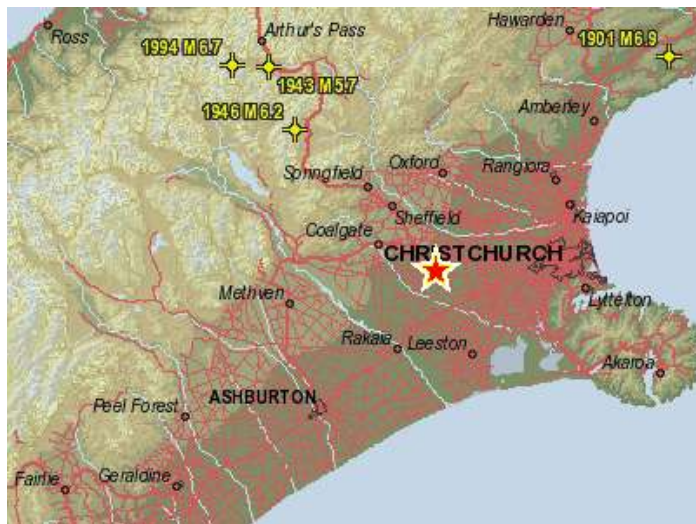 Ross
Arthur's Pass
Hawarden
1994 M6.7
1943 M5.7
1901 M6.9
1946 M6.2
Amberley
Oxford
Rangiora
Springfield
Sheffield
Kaiapoi
Coalgate
CHRISTCHURCH
Methven
Lyttelton
Rakaia
Leeston
Akaroa
ASHBURTON
Peel Forest
Geraldine
Fairlie